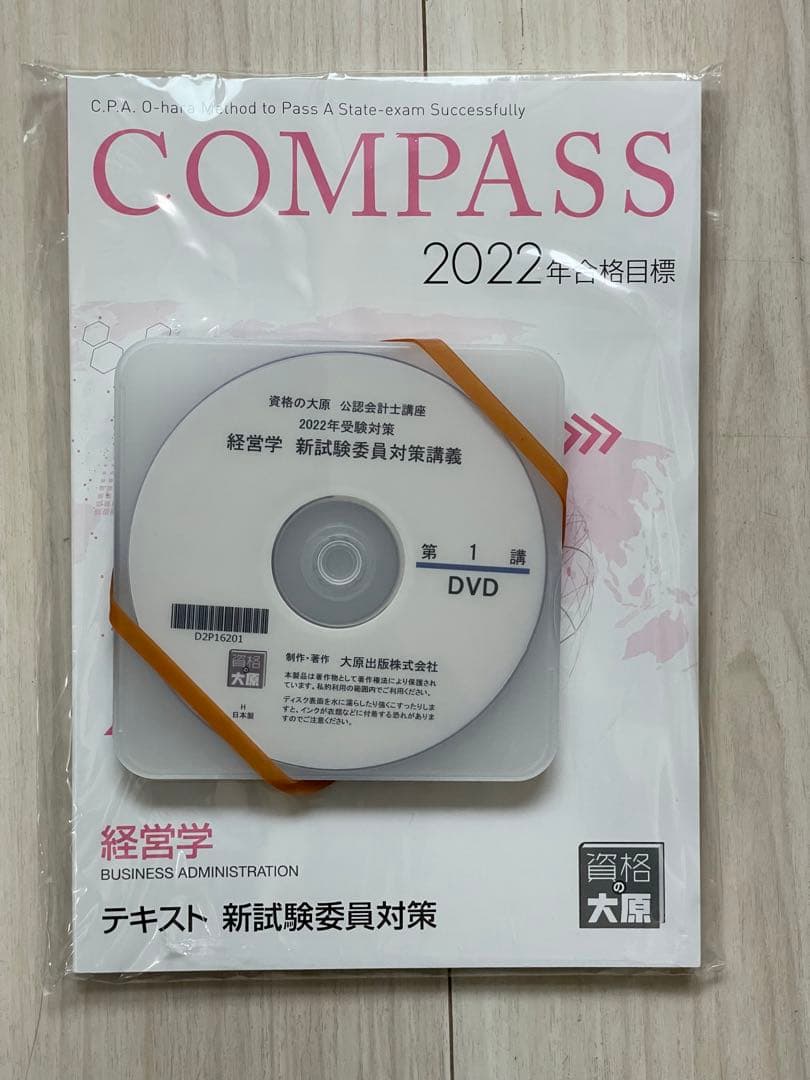 C.P.A. O-hara Method to Pass A State-exam Successfully
COMPASS
2022年合格目標
資格の大原 公認会計士講座
2022年受験対策
経営学 新試験委員対策講義
第 1 講
DVD
D2P16201
資格の大原
制作・著作 大原出版株式会社
本製品は著作物として著作権法により保護され
ています。私的利用の範囲内でご利用ください。
ディスク表面を水に濡らしたり強くこすったりしま
すと、インクが衣類などに付着する恐れがありま
すのでご注意ください。
H
日本製
経営学
BUSINESS ADMINISTRATION
テキスト 新試験委員対策
資格の大原